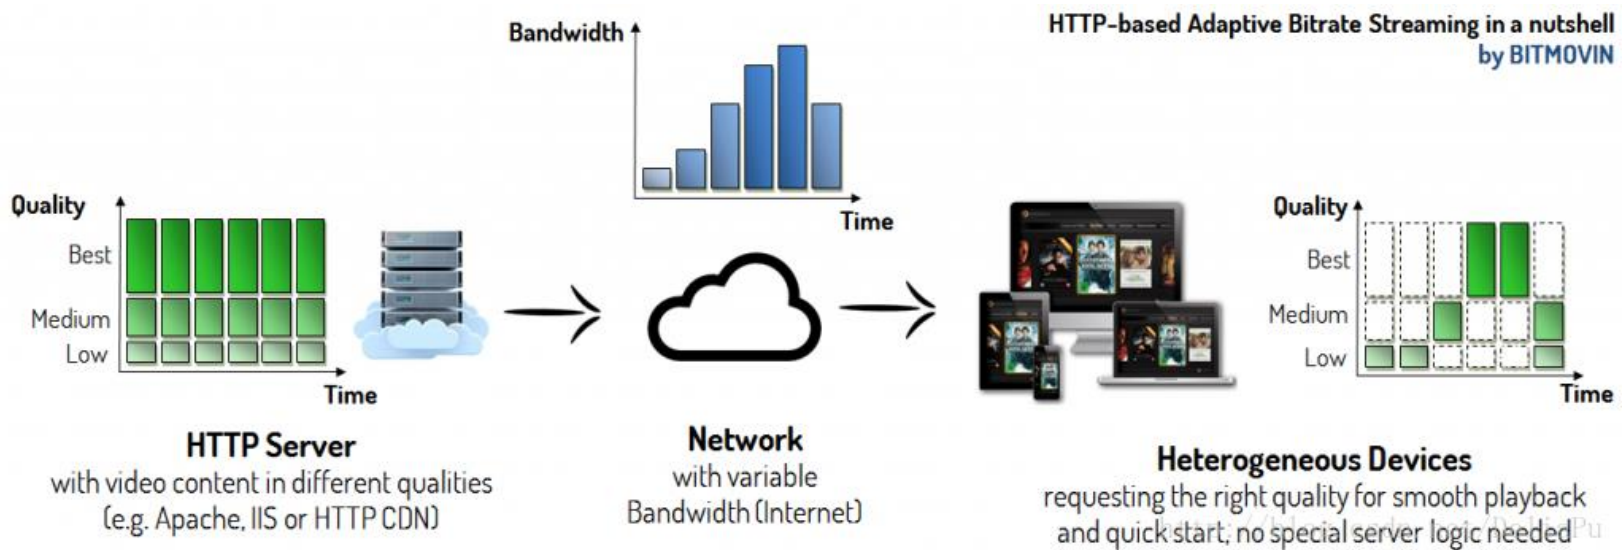 HTTP-based Adaptive Bitrate Streaming in a nutshell
by BITMOVIN
Bandwidth
Time
Quality
Best
Medium
Low
Time
Quality
Best
Medium
Low
Time
HTTP Server
with video content in different qualities
(e.g. Apache, IIS or HTTP CDN)
Network
with variable
Bandwidth (Internet)
Heterogeneous Devices
requesting the right quality for smooth playback
and quick start, no special server logic needed